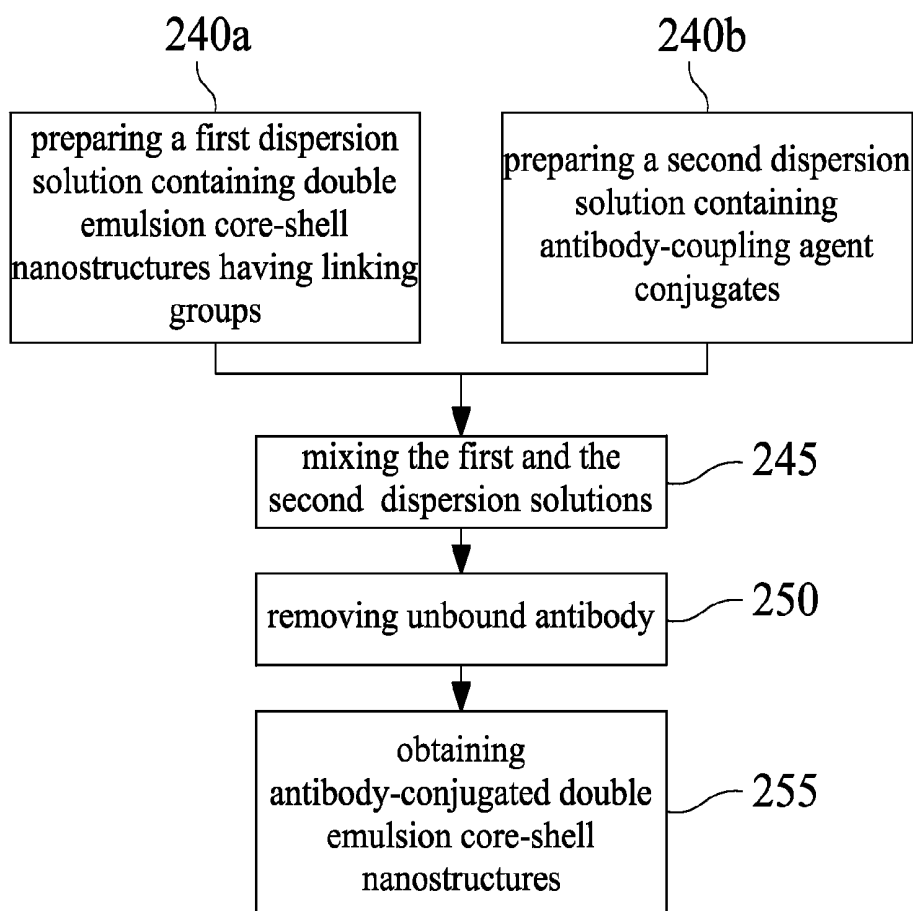 240a
240b
preparing a first dispersion
solution containing double
emulsion core-shell
nanostructures having linking
groups
preparing a second dispersion
solution containing
antibody-coupling agent
conjugates
mixing the first and the
second dispersion solutions
245
removing unbound antibody
250
obtaining
antibody-conjugated double
emulsion core-shell
nanostructures
255